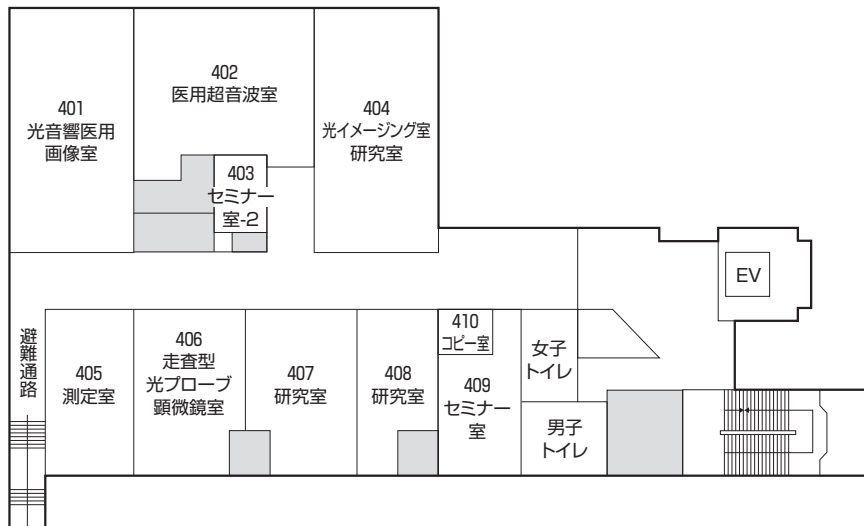 401
光音響医用
画像室
402
医用超音波室
403
セミナー
室-2
404
光イメージング室
研究室
EV
避難通路
405
測定室
406
走査型
光プローブ
顕微鏡室
407
研究室
408
研究室
410
コピー室
409
セミナー
室
女子
トイレ
男子
トイレ